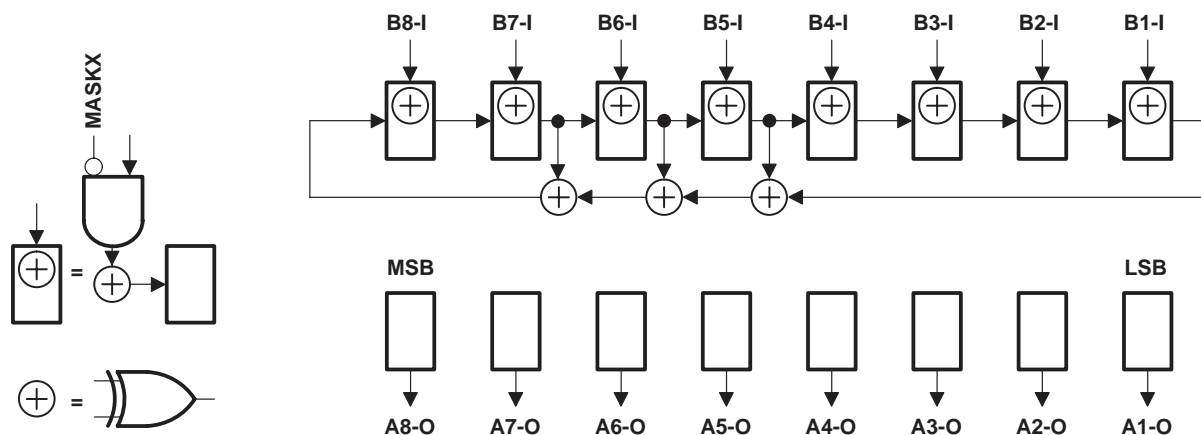 B8-I B7-I B6-I B5-I B4-I B3-I B2-I B1-I
MASKX
=
MSB LSB
=
A8-O A7-O A6-O A5-O A4-O A3-O A2-O A1-O